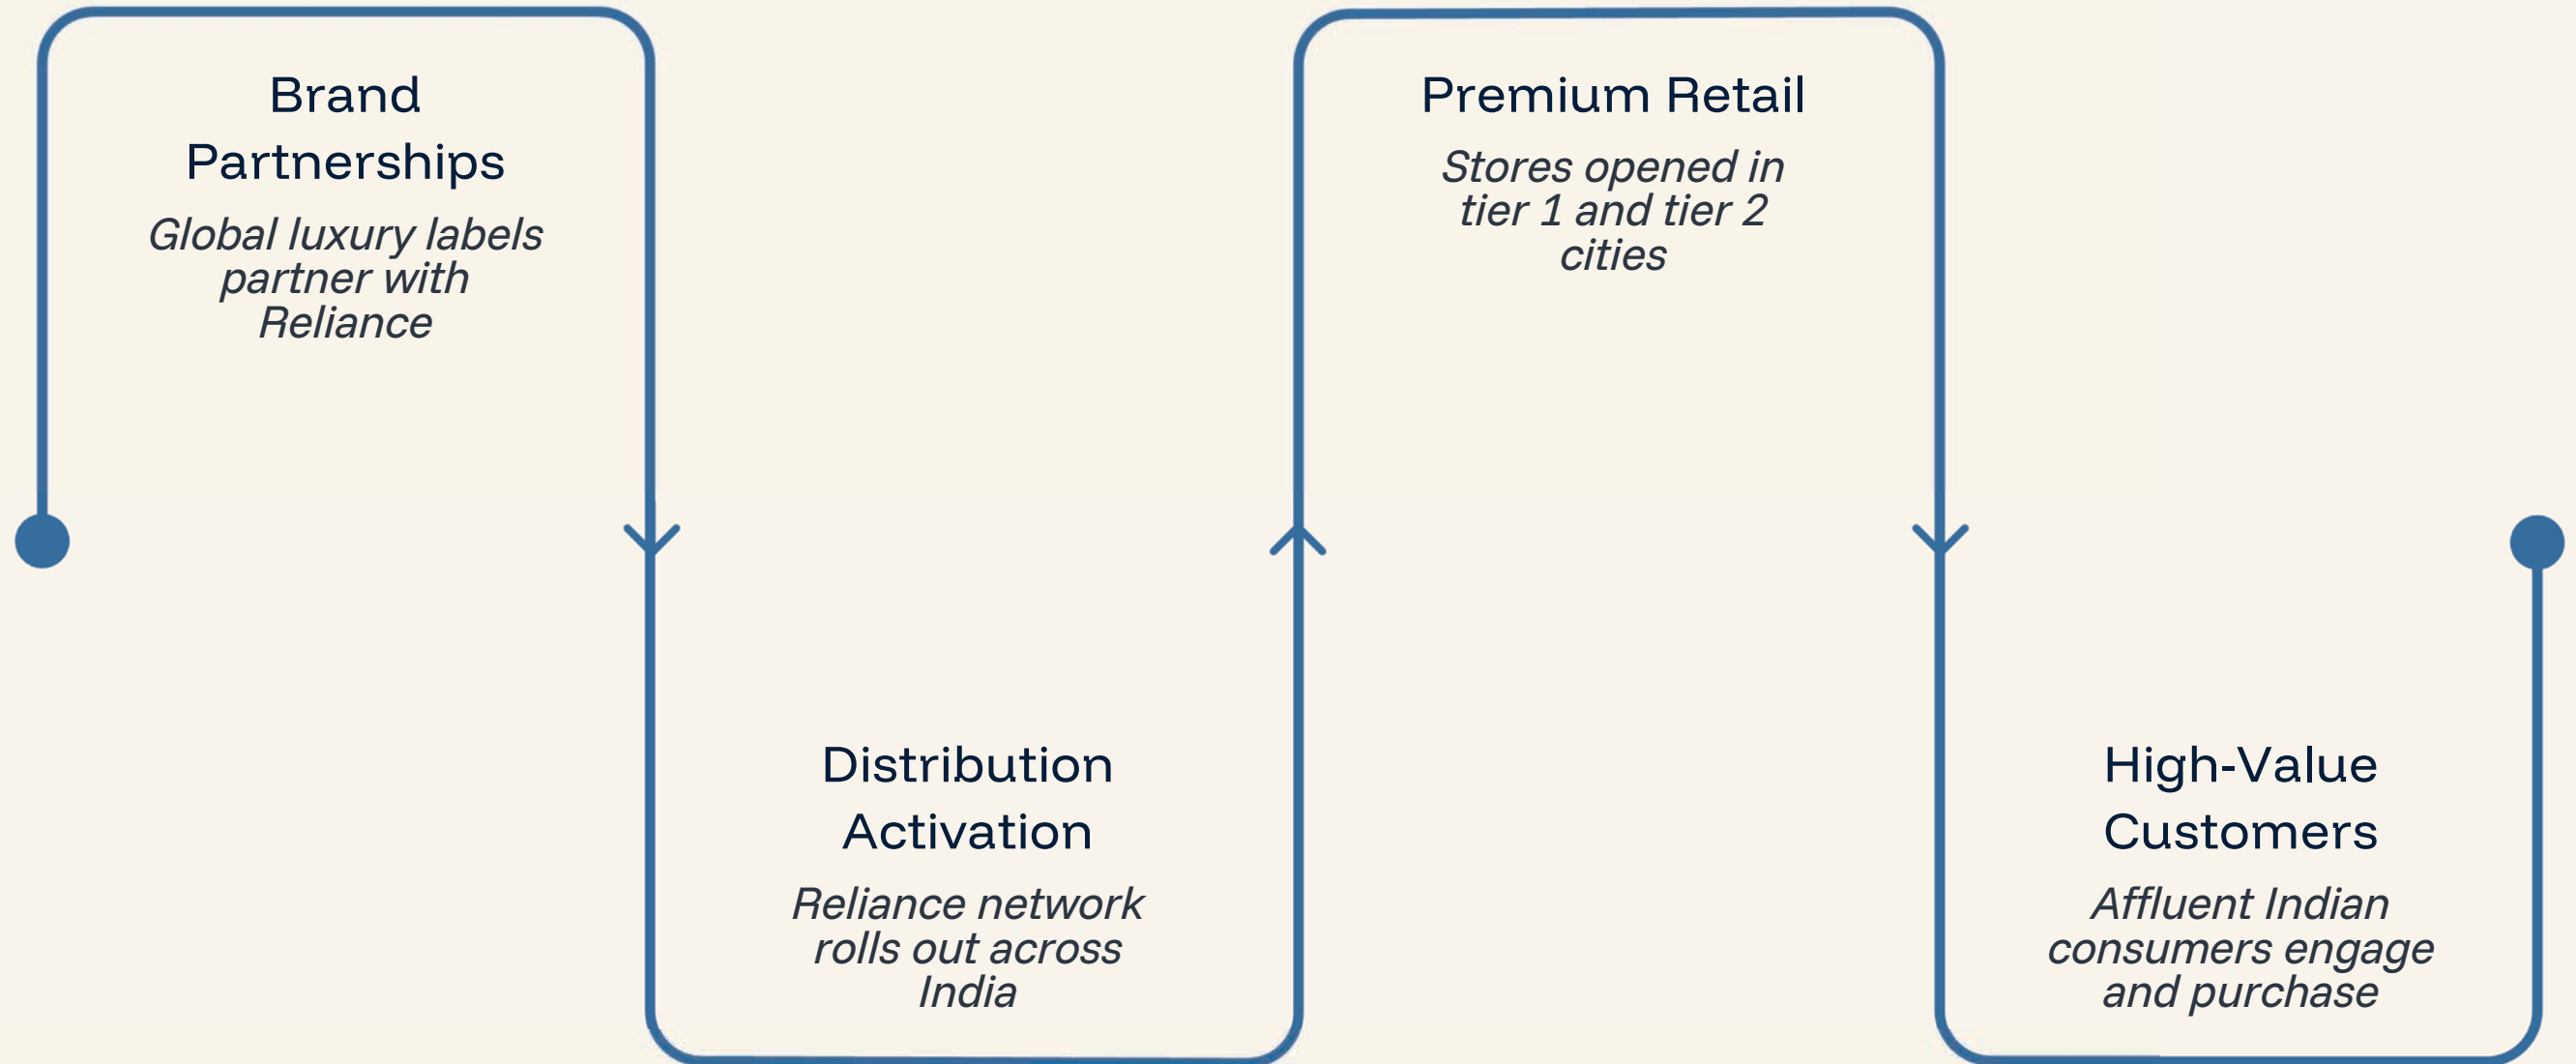 Brand
Partnerships
Global luxury labels
partner with
Reliance
Distribution
Activation
Reliance network
rolls out across
India
Premium Retail
Stores opened in
tier 1 and tier 2
cities
High-Value
Customers
Affluent Indian
consumers engage
and purchase